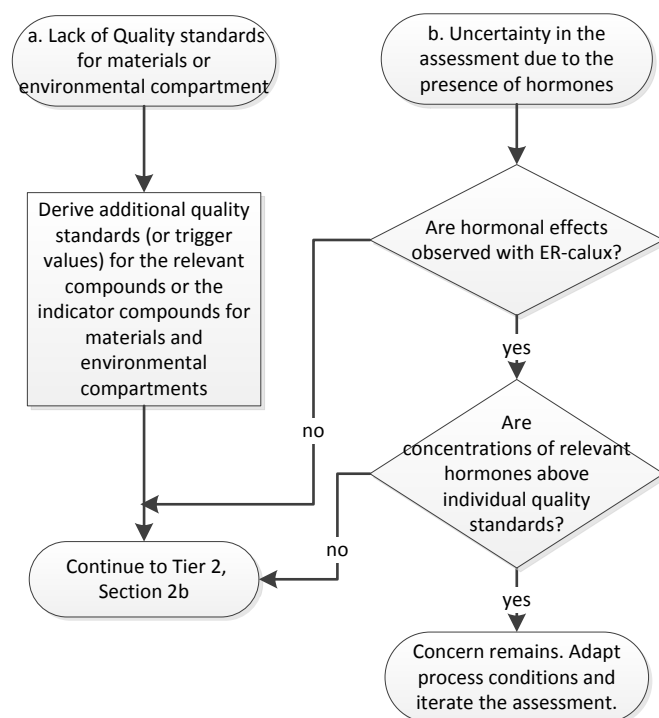 a. Lack of Quality standards
for materials or
environmental compartment
b. Uncertainty in the
assessment due to the
presence of hormones
Derive additional quality
standards (or trigger
values) for the relevant
compounds or the
indicator compounds for
materials and
environmental
compartments
Are hormonal effects
observed with ER-calux?
yes
no
Are
concentrations of relevant
hormones above
individual quality
standards?
no
Continue to Tier 2,
Section 2b
yes
Concern remains. Adapt
process conditions and
iterate the assessment.